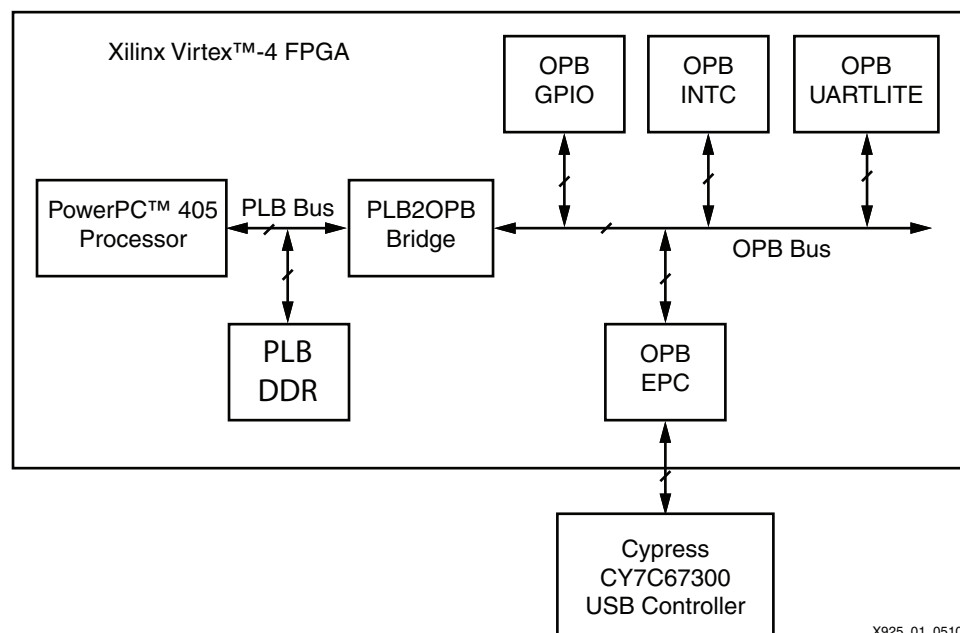 Xilinx Virtex™-4 FPGA
OPB
GPIO
OPB
INTC
OPB
UARTLITE
PowerPC™ 405
Processor
PLB Bus
PLB2OPB
Bridge
OPB Bus
PLB
DDR
OPB
EPC
Cypress
CY7C67300
USB Controller
X925_01_0510